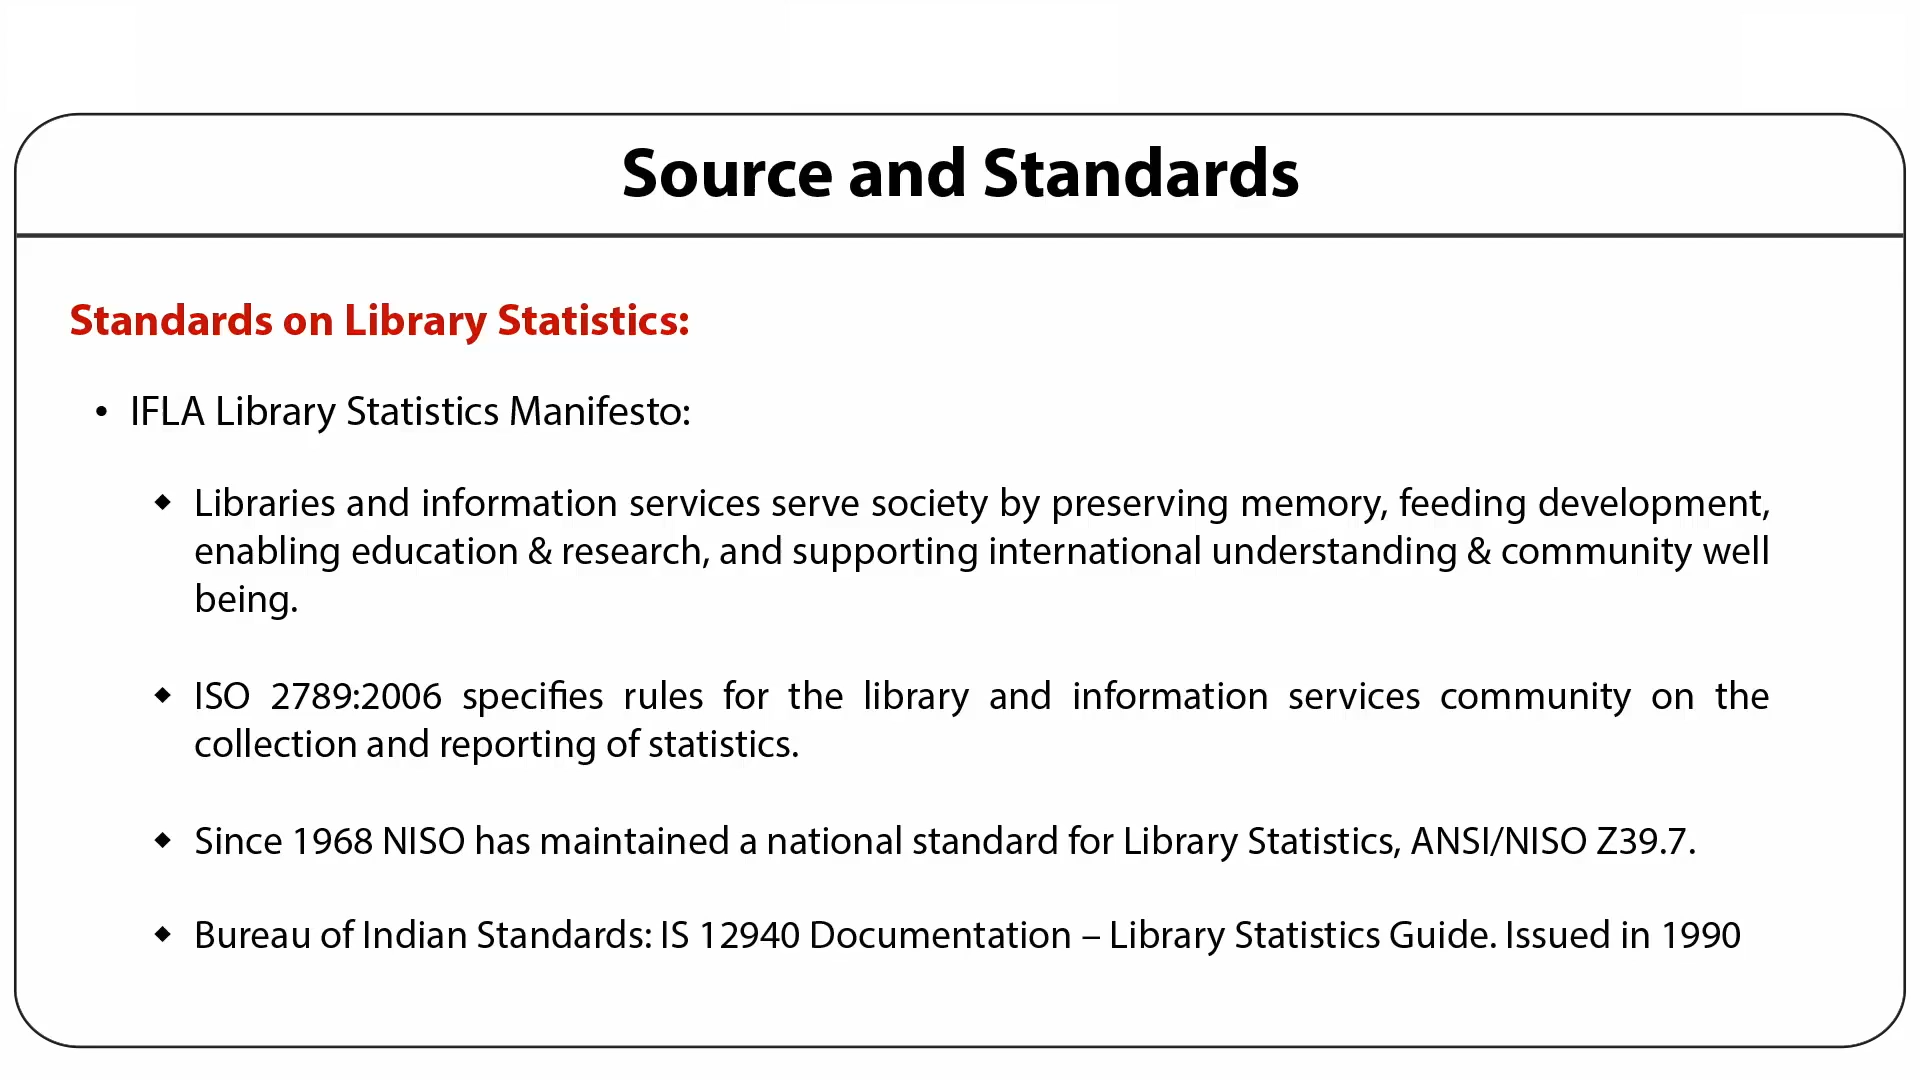 Source and Standards
Standards on Library Statistics:
• IFLA Library Statistics Manifesto:
◆ Libraries and information services serve society by preserving memory, feeding development,
enabling education & research, and supporting international understanding & community well
being.
◆ ISO 2789:2006 specifies rules for the library and information services community on the
collection and reporting of statistics.
◆ Since 1968 NISO has maintained a national standard for Library Statistics, ANSI/NISO Z39.7.
◆ Bureau of Indian Standards: IS 12940 Documentation – Library Statistics Guide. Issued in 1990